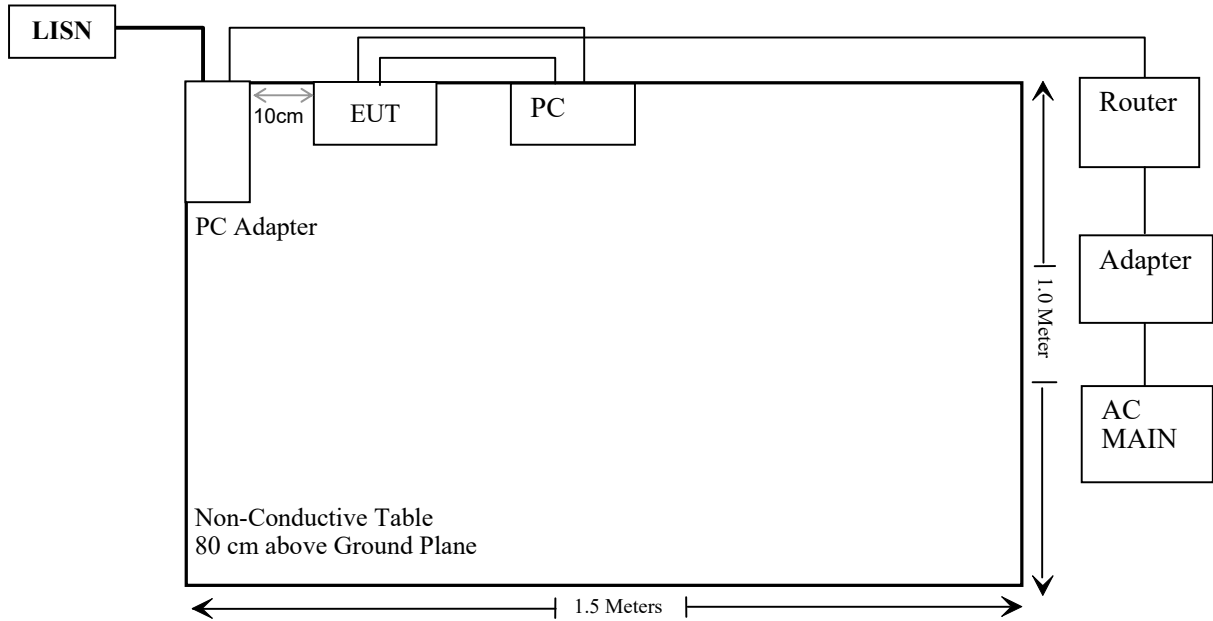 LISN
10cm
EUT
PC
Router
PC Adapter
Adapter
1.0 Meter
AC
MAIN
Non-Conductive Table
80 cm above Ground Plane
1.5 Meters